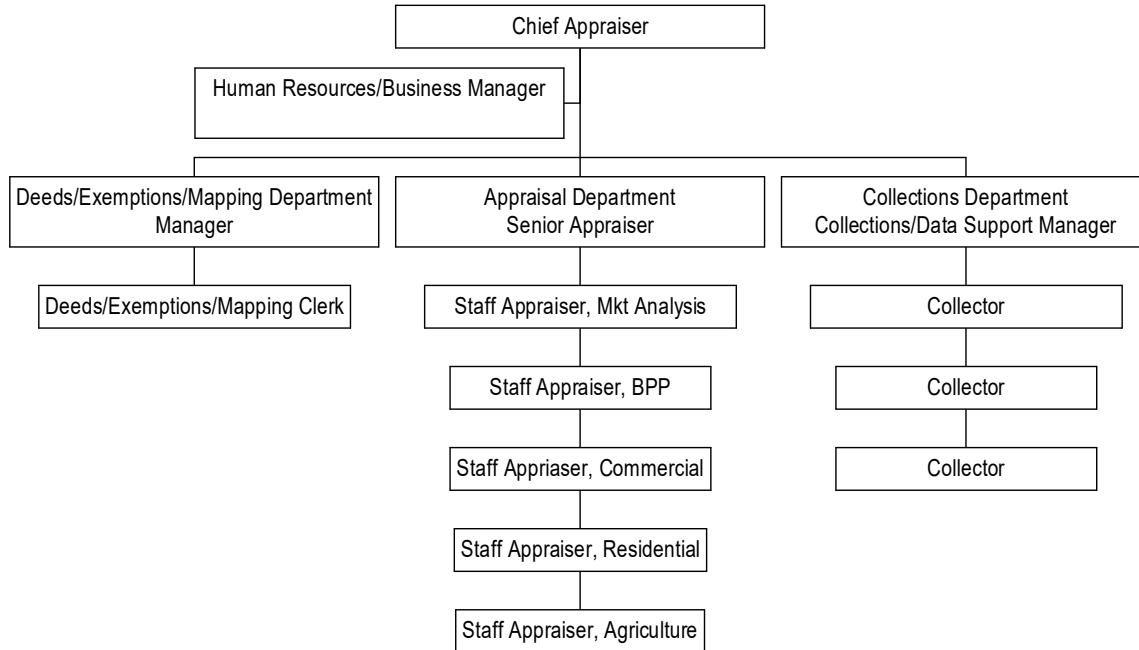 Chief Appraiser
Human Resources/Business Manager
Deeds/Exemptions/Mapping Department
Manager
Appraisal Department
Senior Appraiser
Collections Department
Collections/Data Support Manager
Deeds/Exemptions/Mapping Clerk
Staff Appraiser, Mkt Analysis
Collector
Staff Appraiser, BPP
Collector
Staff Appriaser, Commercial
Collector
Staff Appraiser, Residential
Staff Appraiser, Agriculture